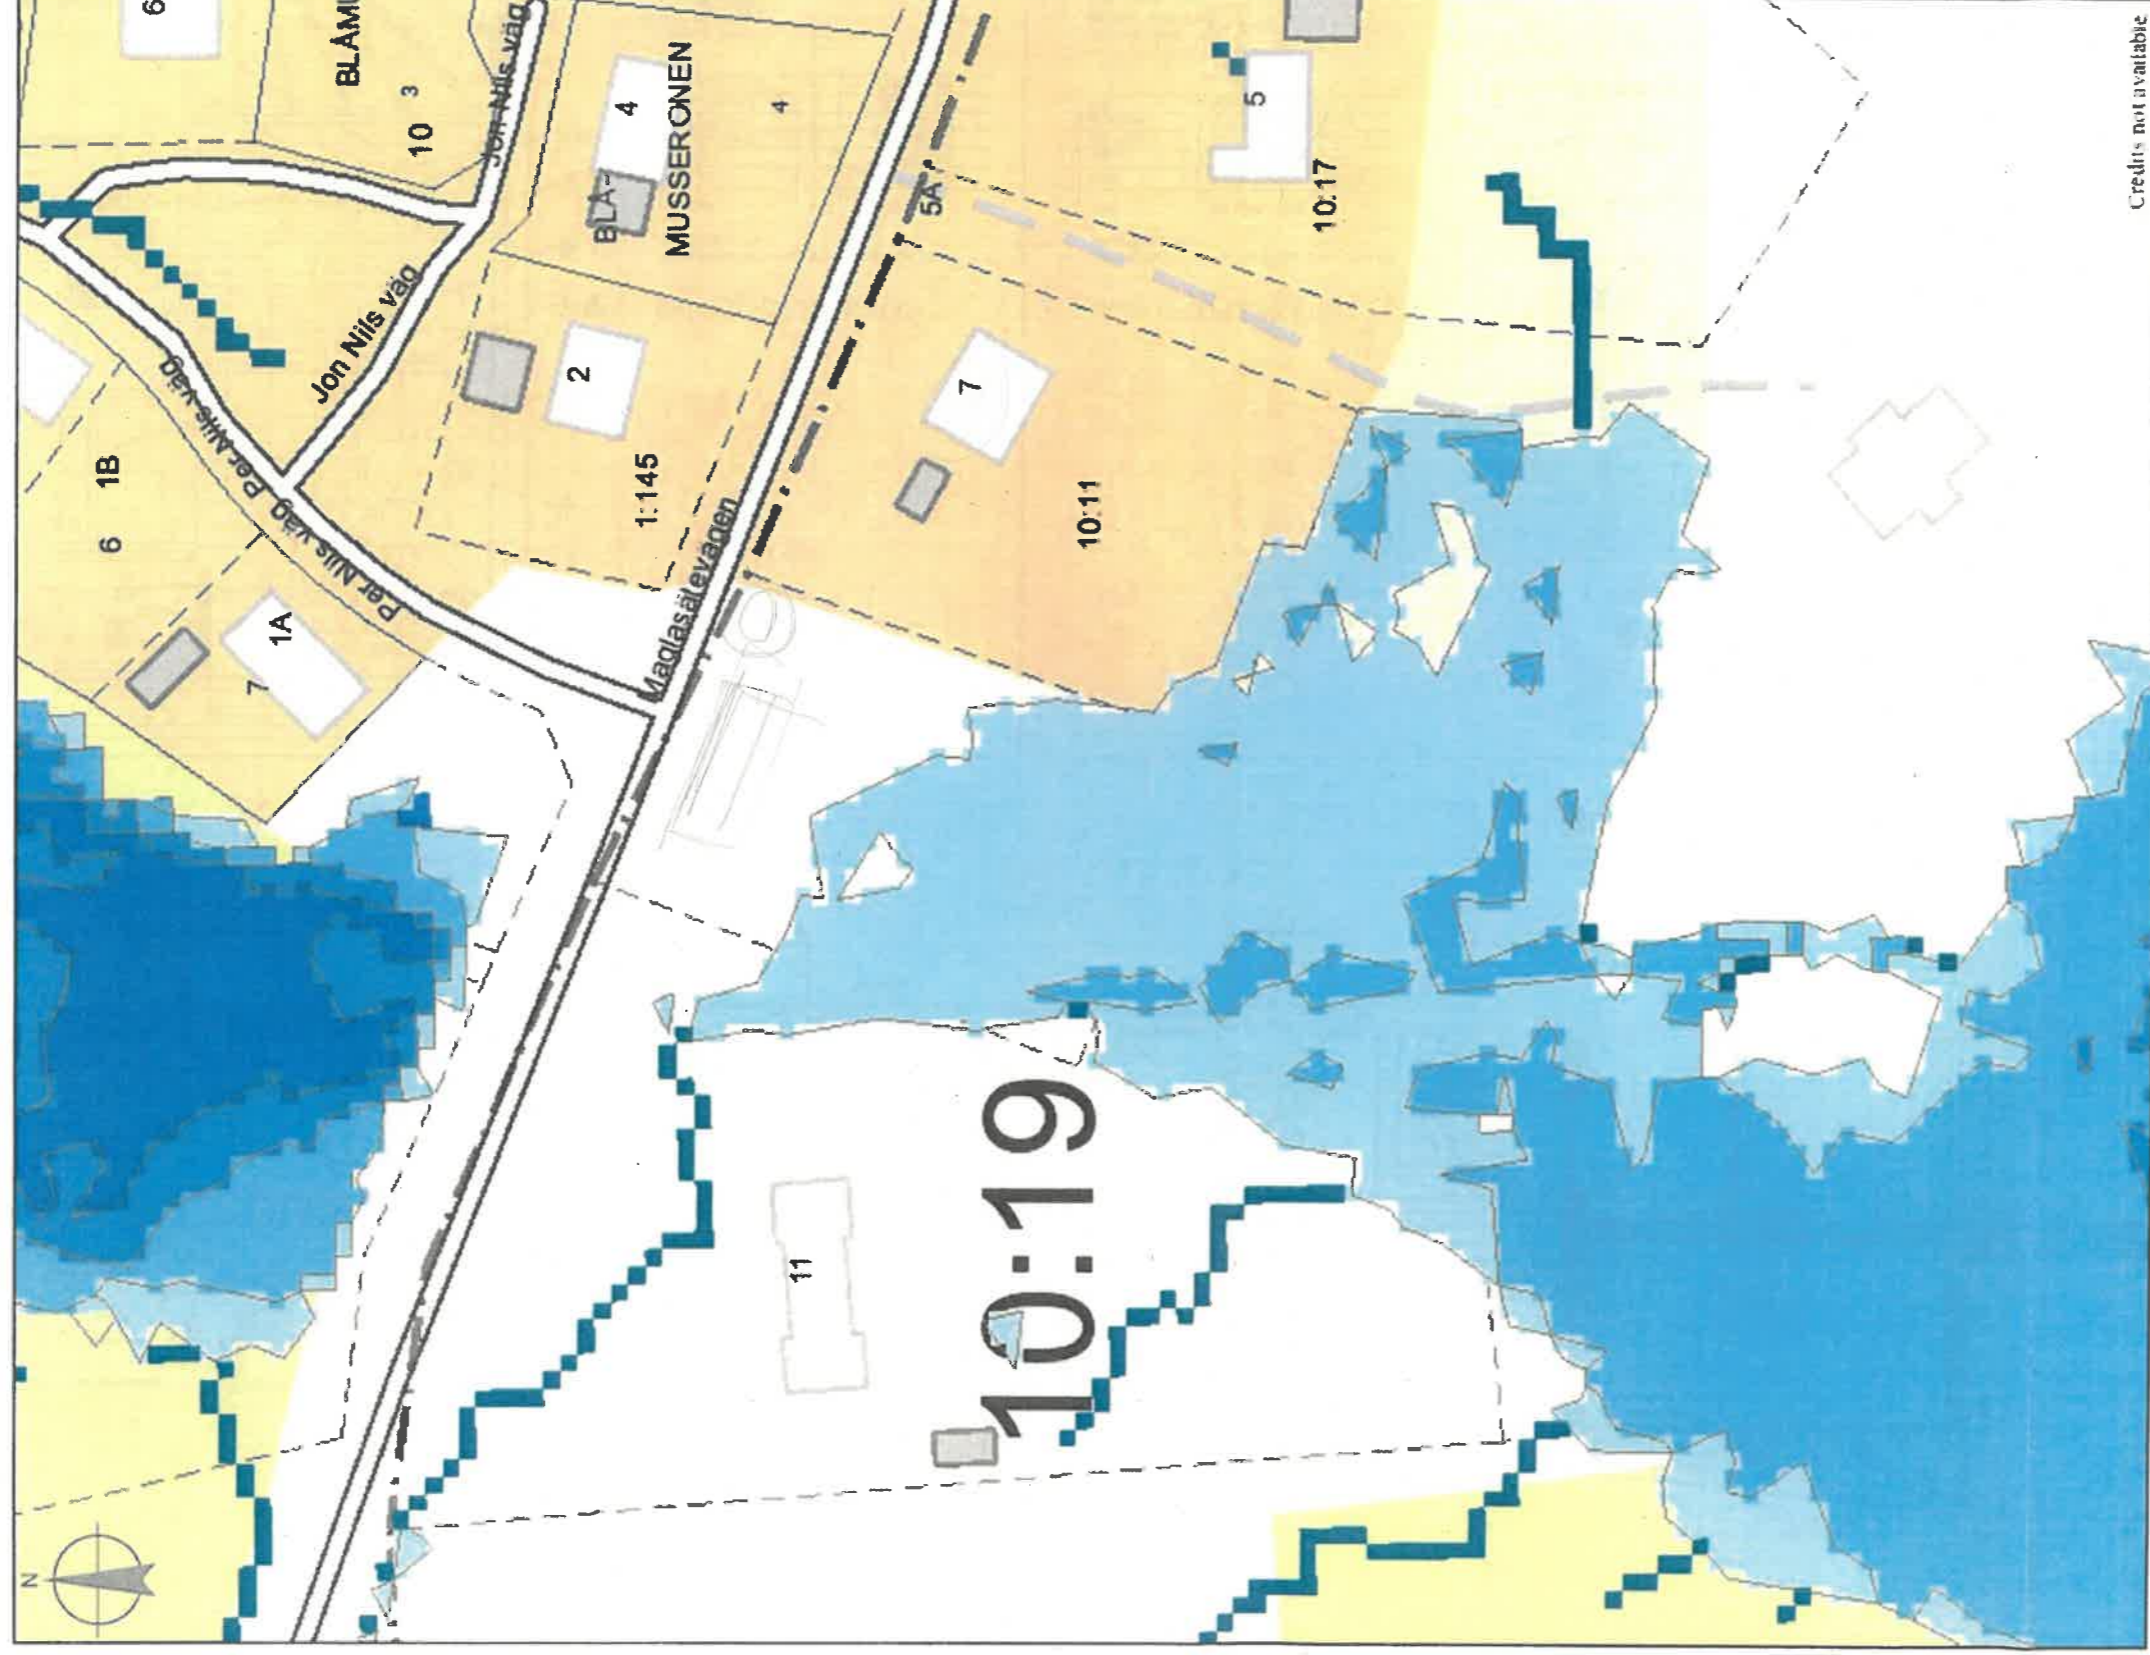 6
BLÅMU
3
10
Jon Nils väg
Jon Nils väg
4
BLÅ-
MUSSERONEN
4
5
10:17
5A
1B
6
Per Nils väg
Per Nils väg
2
1:145
Maglasätevägen
7
10:11
1A
7
11
10:19
N
Credits not available